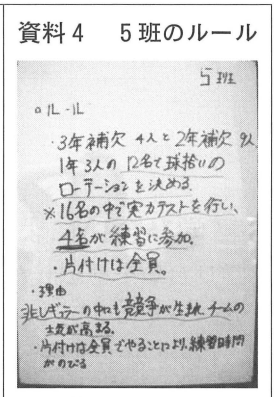 資料4　5班のルール
5班
○ルール
・3年補欠 4人と2年補欠 9人
1年3人の12名で球拾いの
ローテーションを決める.
※16名の中で実力テストを行い、
4名が練習に参加。
・片付けは全員。
・理由
非レギュラーの中にも競争が生まれ チームの
士気が高まる.
・片付けは全員でやることにより、練習時間
がのびる